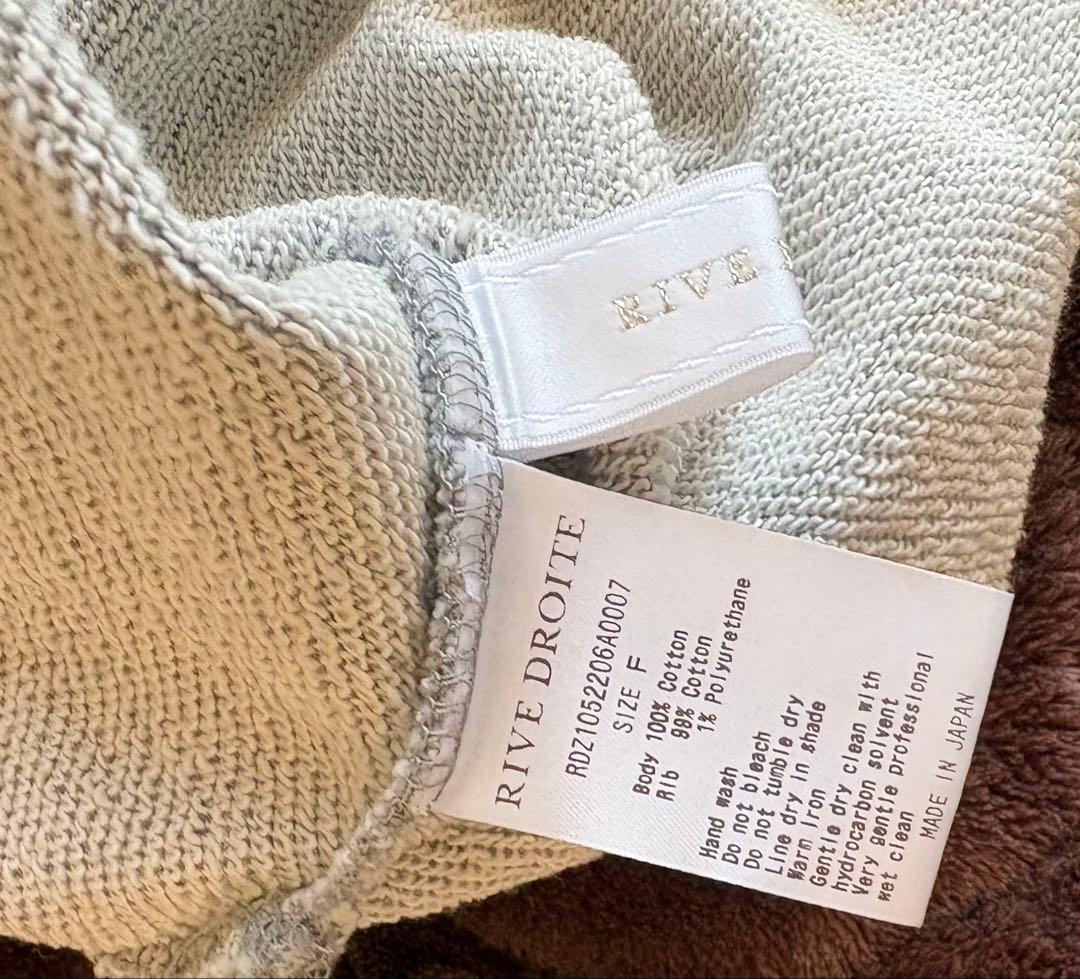 RIVE
RIVE DROITE
RDZ1052206A0007
SIZE F
Body 100% Cotton
Rib 99% Cotton
1% Polyurethane
Hand wash
Do not bleach
Do not tumble dry
Line dry in shade
Warm Iron
Gentle dry clean with
hydrocarbon solvent
Very gentle professional
wet clean
MADE IN JAPAN